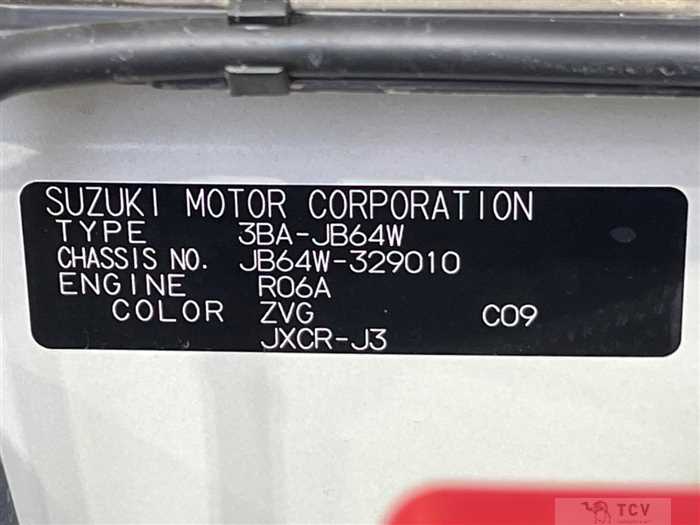 SUZUKI MOTOR CORPORATION
TYPE 3BA-JB64W
CHASSIS NO. JB64W-329010
ENGINE R06A
COLOR ZVG C09
JXCR-J3
TCV